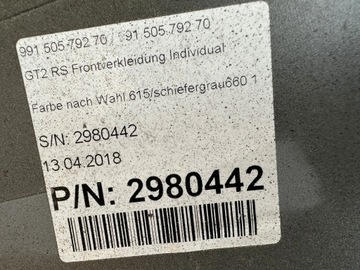 991 505 792 70 / 991 505 792 70
GT2 RS Frontverkleidung Individual
Farbe nach Wahl 615/schiefergrau660 1
S/N: 2980442
13.04.2018
P/N: 2980442